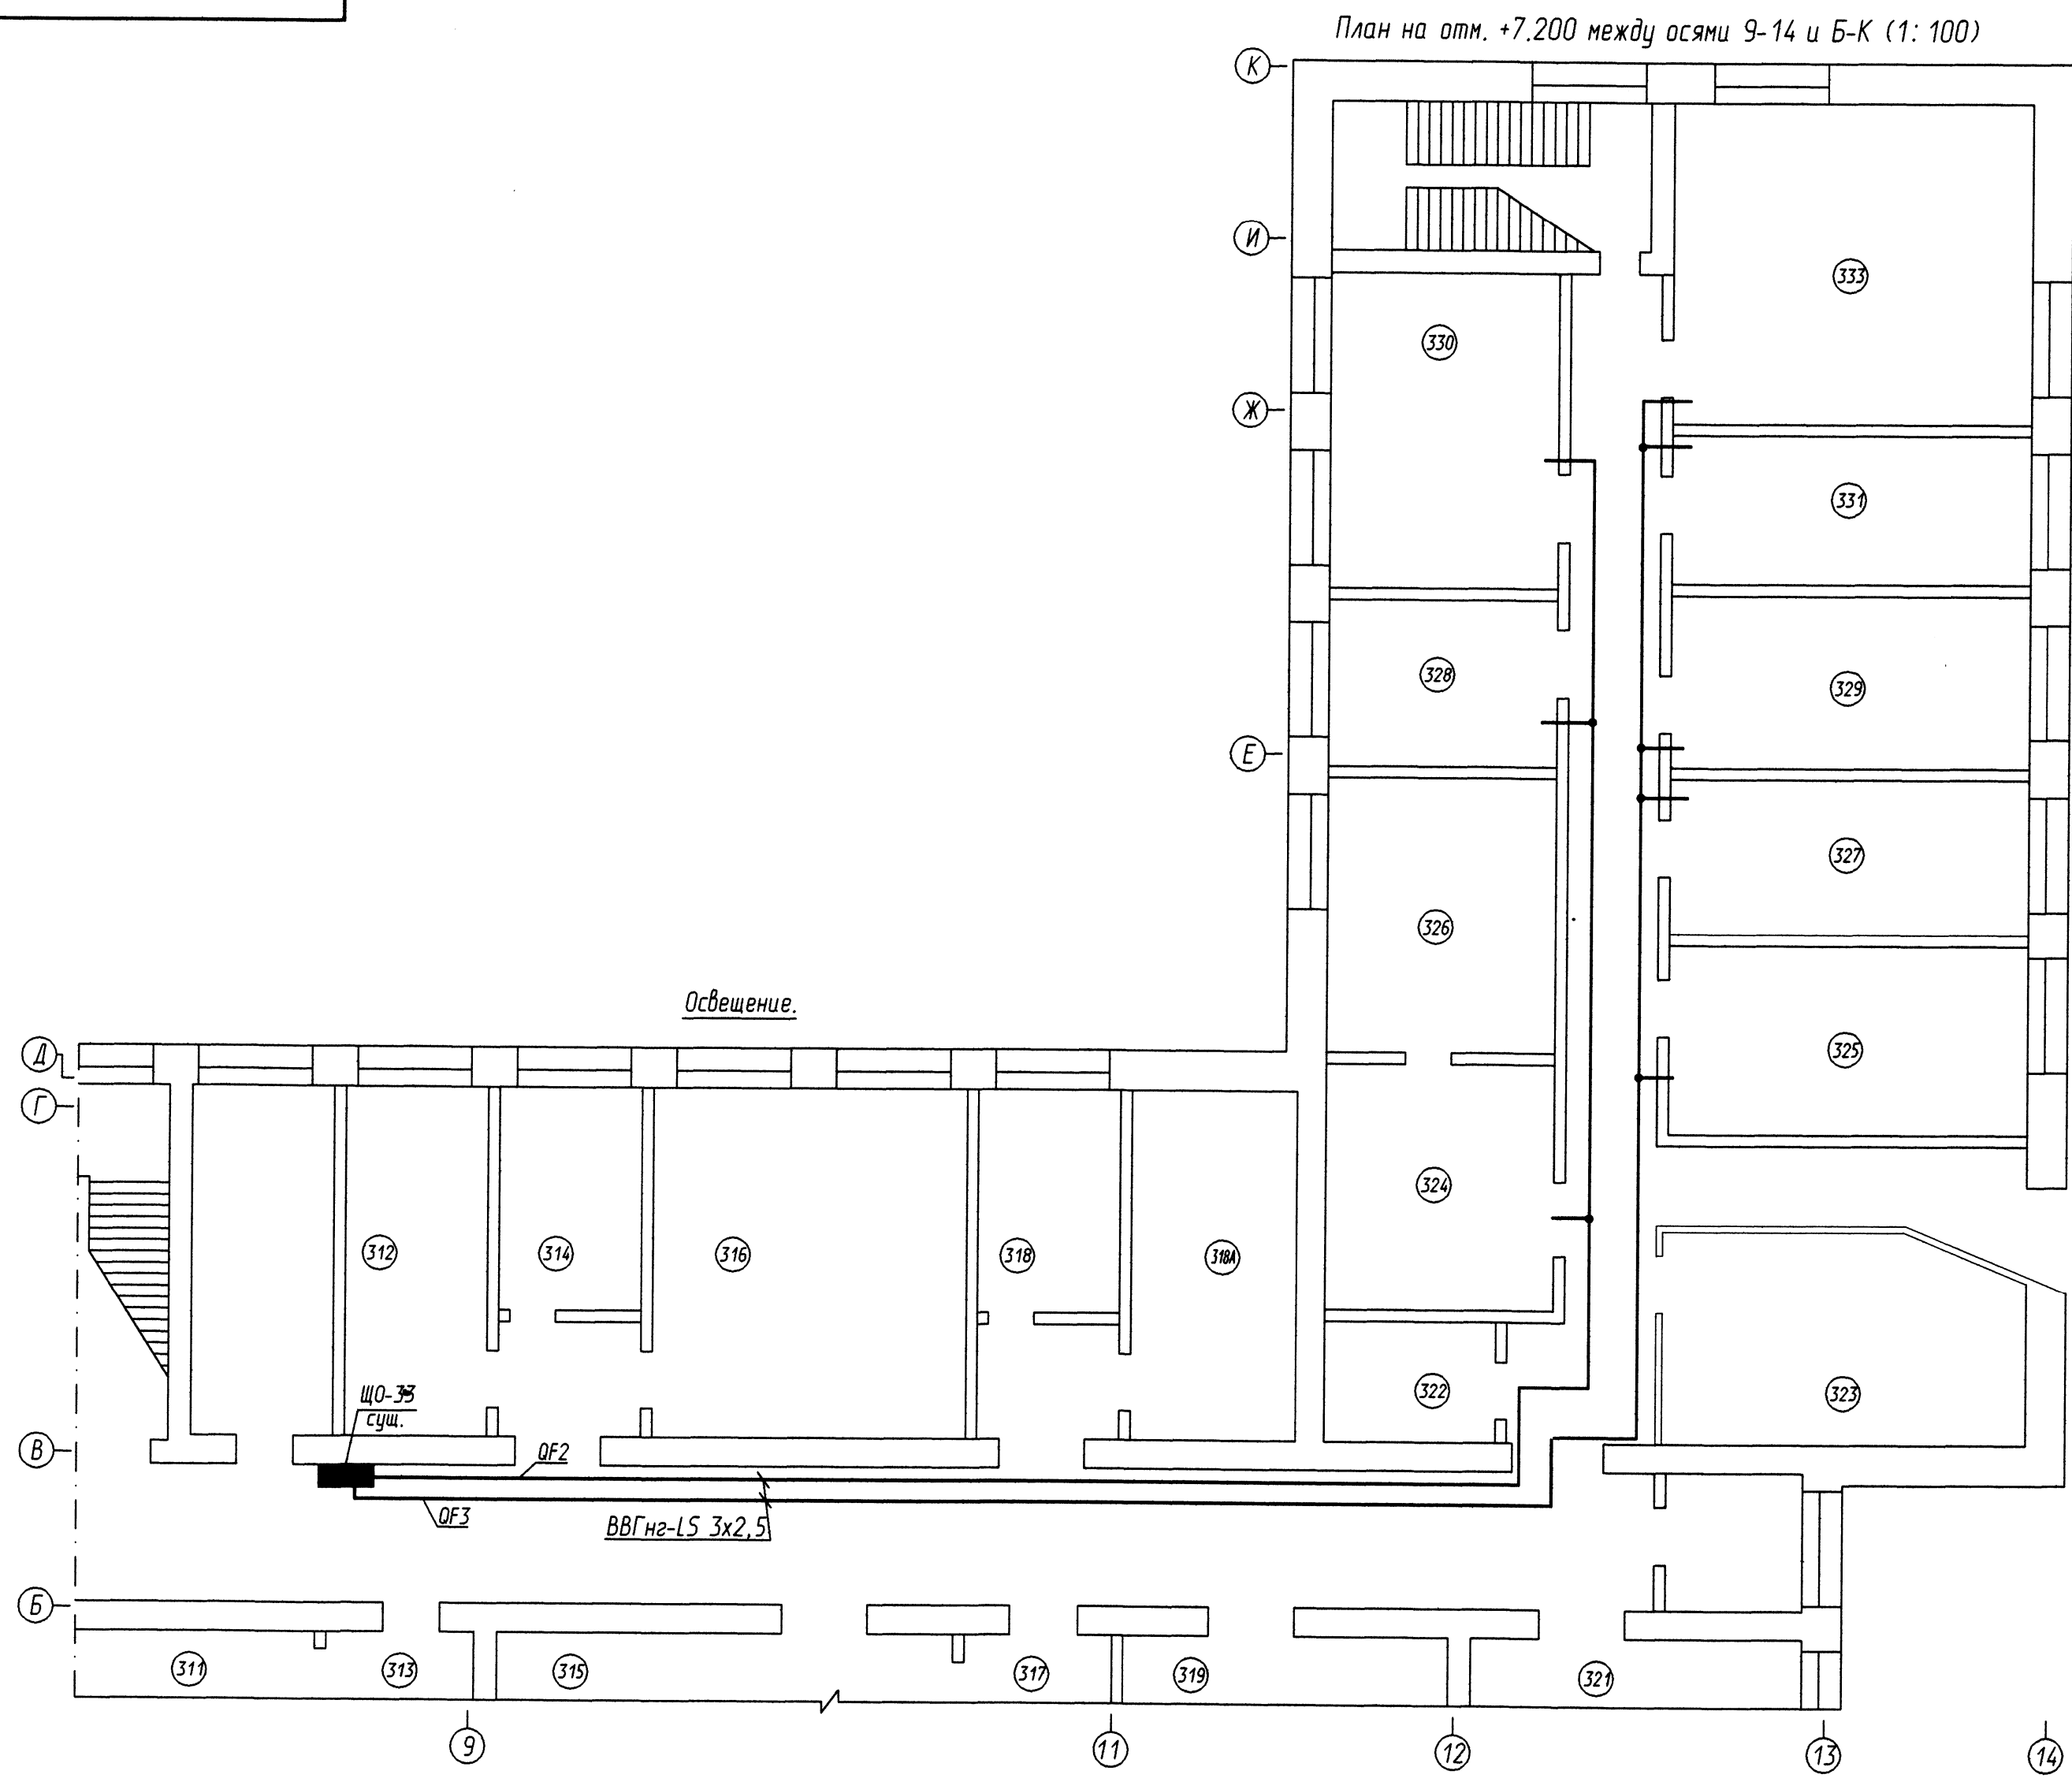 План на отм. +7.200 между осями 9-14 и Б-К (1: 100)
К
И
333
330
Ж
331
328
329
Е
327
326
Освещение.
Д
325
Г
324
312
314
316
318
318А
ЩО-33
сущ.
322
323
В
QF2
QF3
ВВГнг-LS 3х2,5
Б
311
313
315
317
319
321
9
11
12
13
14